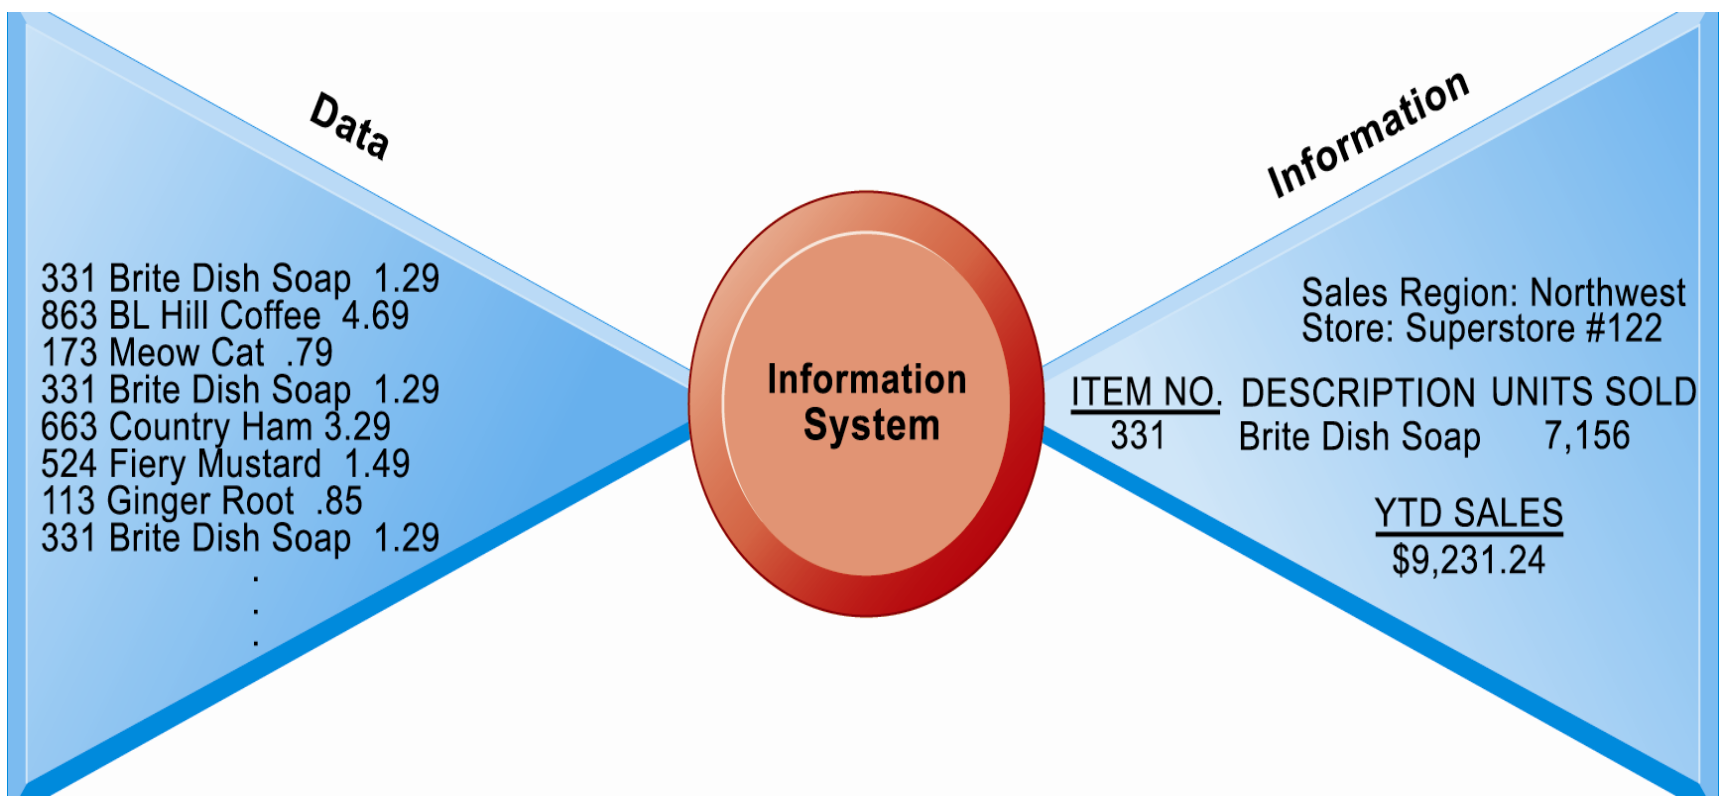 Data
331 Brite Dish Soap 1.29
863 BL Hill Coffee 4.69
173 Meow Cat .79
331 Brite Dish Soap 1.29
663 Country Ham 3.29
524 Fiery Mustard 1.49
113 Ginger Root .85
331 Brite Dish Soap 1.29
.
.
.
Information
System
Information
Sales Region: Northwest
Store: Superstore #122
ITEM NO. DESCRIPTION UNITS SOLD
331 Brite Dish Soap 7,156
YTD SALES
$9,231.24